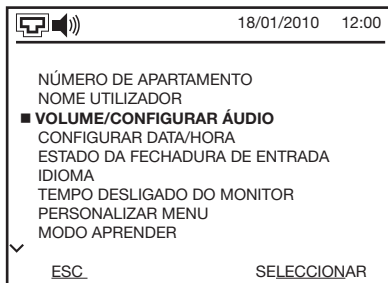 18/01/2010 12:00
NÚMERO DE APARTAMENTO
NOME UTILIZADOR
VOLUME/CONFIGURAR ÁUDIO
CONFIGURAR DATA/HORA
ESTADO DA FECHADURA DE ENTRADA
IDIOMA
TEMPO DESLIGADO DO MONITOR
PERSONALIZAR MENU
MODO APRENDER
ESC SELECCIONAR